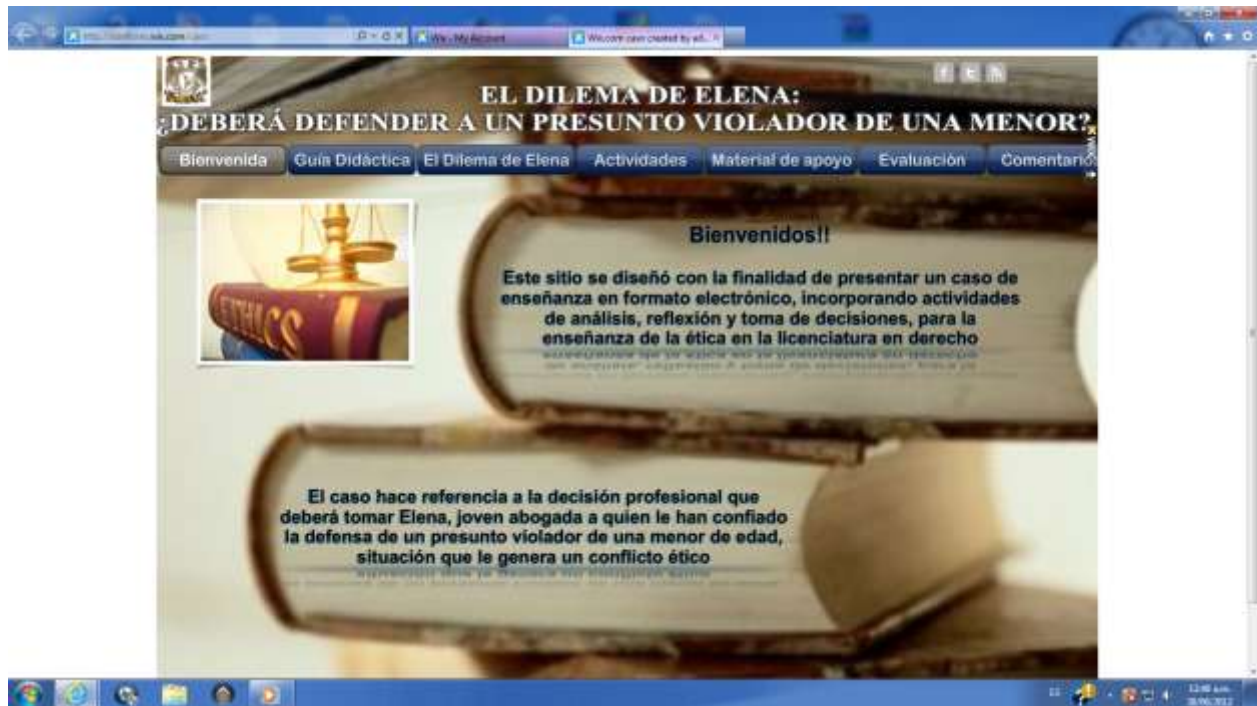 Wix - My Account
EL DILEMA DE ELENA:
¿DEBERÁ DEFENDER A UN PRESUNTO VIOLADOR DE UNA MENOR?
Bienvenida Guía Didáctica El Dilema de Elena Actividades Material de apoyo Evaluación Comentario
ETHICS
Bienvenidos!!
Este sitio se diseñó con la finalidad de presentar un caso de
enseñanza en formato electrónico, incorporando actividades
de análisis, reflexión y toma de decisiones, para la
enseñanza de la ética en la licenciatura en derecho
El caso hace referencia a la decisión profesional que
deberá tomar Elena, joven abogada a quien le han confiado
la defensa de un presunto violador de una menor de edad,
situación que le genera un conflicto ético
ES